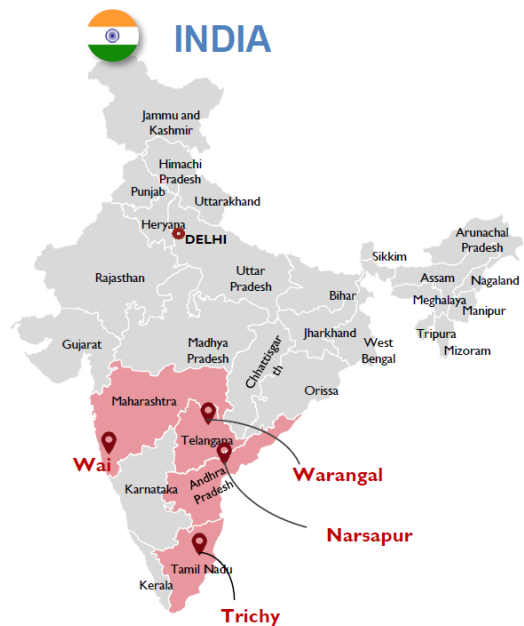 INDIA
Jammu and
Kashmir
Himachi
Pradesh
Punjab
Uttarakhand
Heryana
DELHI
Arunachal
Pradesh
Sikkim
Rajasthan
Uttar
Pradesh
Assam
Nagaland
Bihar
Meghalaya
Manipur
Gujarat
Madhya
Pradesh
Chhattisgar
th
Jharkhand
West
Bengal
Tripura
Mizoram
Orissa
Maharashtra
Telangana
Wai
Warangal
Karnataka
Andhra
Pradesh
Narsapur
Tamil Nadu
Kerala
Trichy